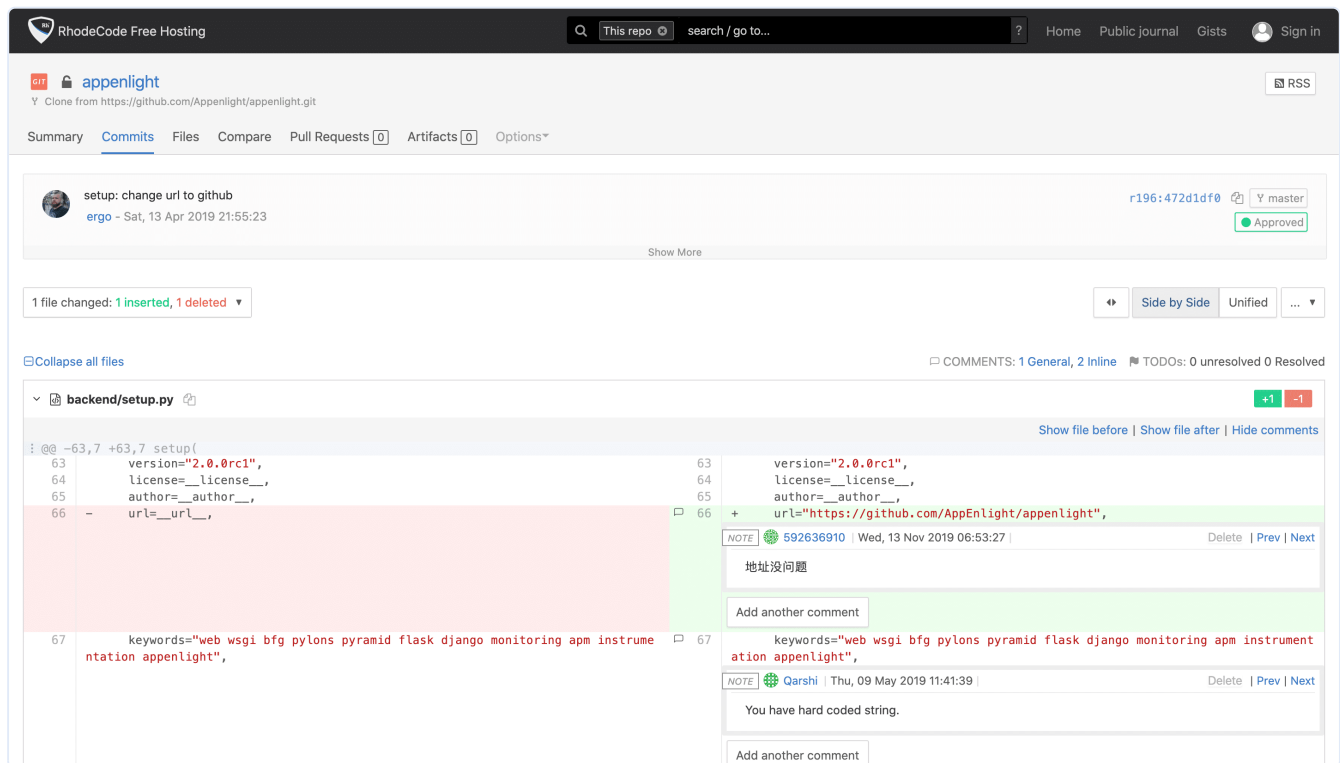 RhodeCode Free Hosting
This repo
search / go to...
?
Home
Public journal
Gists
Sign in
GIT
appenlight
RSS
Clone from https://github.com/Appenlight/appenlight.git
Summary
Commits
Files
Compare
Pull Requests 0
Artifacts 0
Options
setup: change url to github
ergo - Sat, 13 Apr 2019 21:55:23
r196:472d1df0
master
Approved
Show More
1 file changed: 1 inserted, 1 deleted
Side by Side
Unified
...
Collapse all files
COMMENTS: 1 General, 2 Inline
TODOs: 0 unresolved 0 Resolved
backend/setup.py
+1 -1
Show file before | Show file after | Hide comments
@@ -63,7 +63,7 setup(
63 version="2.0.0rc1",
64 license=__license__,
65 author=__author__,
66 - url=__url__,
67 keywords="web wsgi bfg pylons pyramid flask django monitoring apm instrume
ntation appenlight",
63 version="2.0.0rc1",
64 license=__license__,
65 author=__author__,
66 + url="https://github.com/AppEnlight/appenlight",
NOTE 592636910 | Wed, 13 Nov 2019 06:53:27 |
Delete | Prev | Next
地址没问题
Add another comment
67 keywords="web wsgi bfg pylons pyramid flask django monitoring apm instrument
ation appenlight",
NOTE Qarshi | Thu, 09 May 2019 11:41:39 |
Delete | Prev | Next
You have hard coded string.
Add another comment